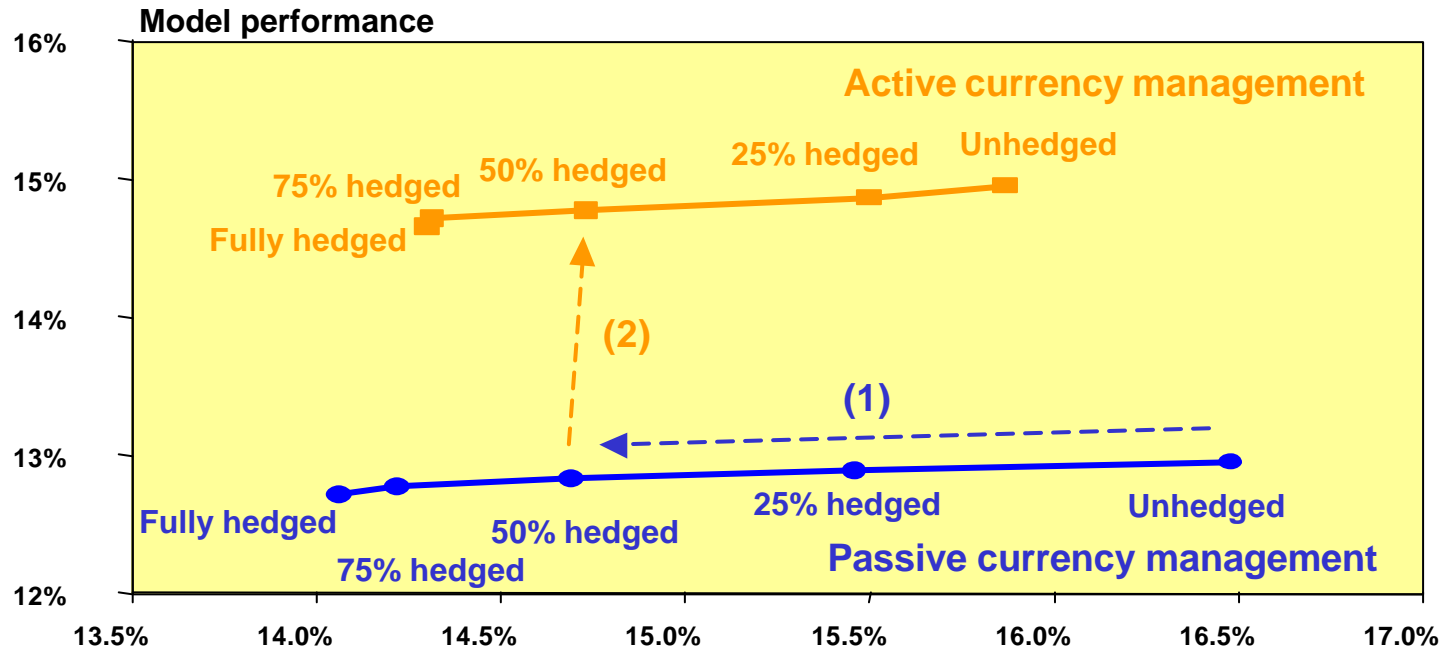 Model performance
16%
Active currency management
Unhedged
25% hedged
50% hedged
75% hedged
15%
Fully hedged
14%
(2)
(1)
13%
Fully hedged
50% hedged
25% hedged
Unhedged
75% hedged
Passive currency management
12%
13.5% 14.0% 14.5% 15.0% 15.5% 16.0% 16.5% 17.0%